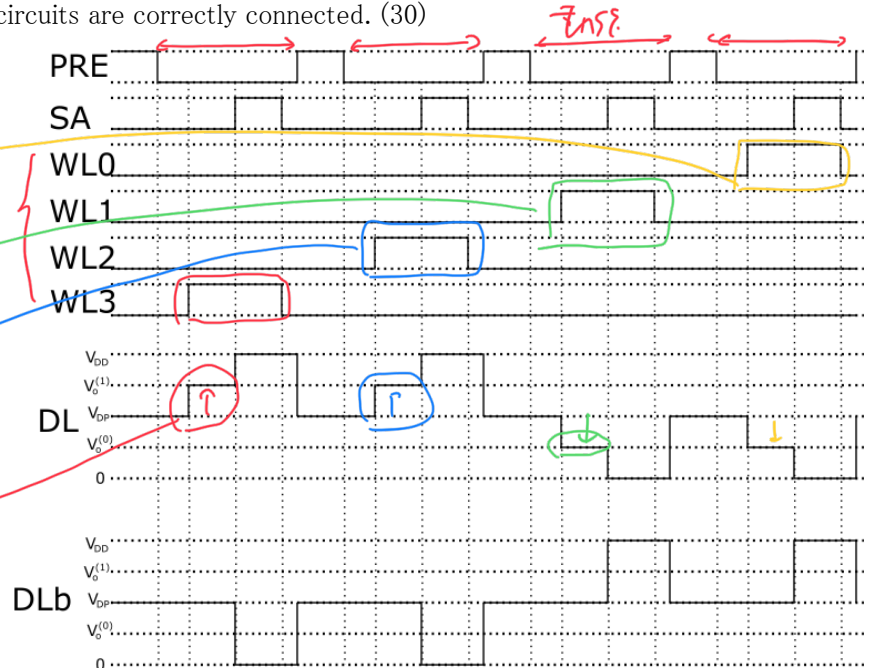 circuits are correctly connected. (30)
PRE
SA
WL0
WL1
WL2
WL3
V_DD
V_o^(1)
DL V_DP
V_o^(0)
0
V_DD
V_o^(1)
DLb V_DP
V_o^(0)
0